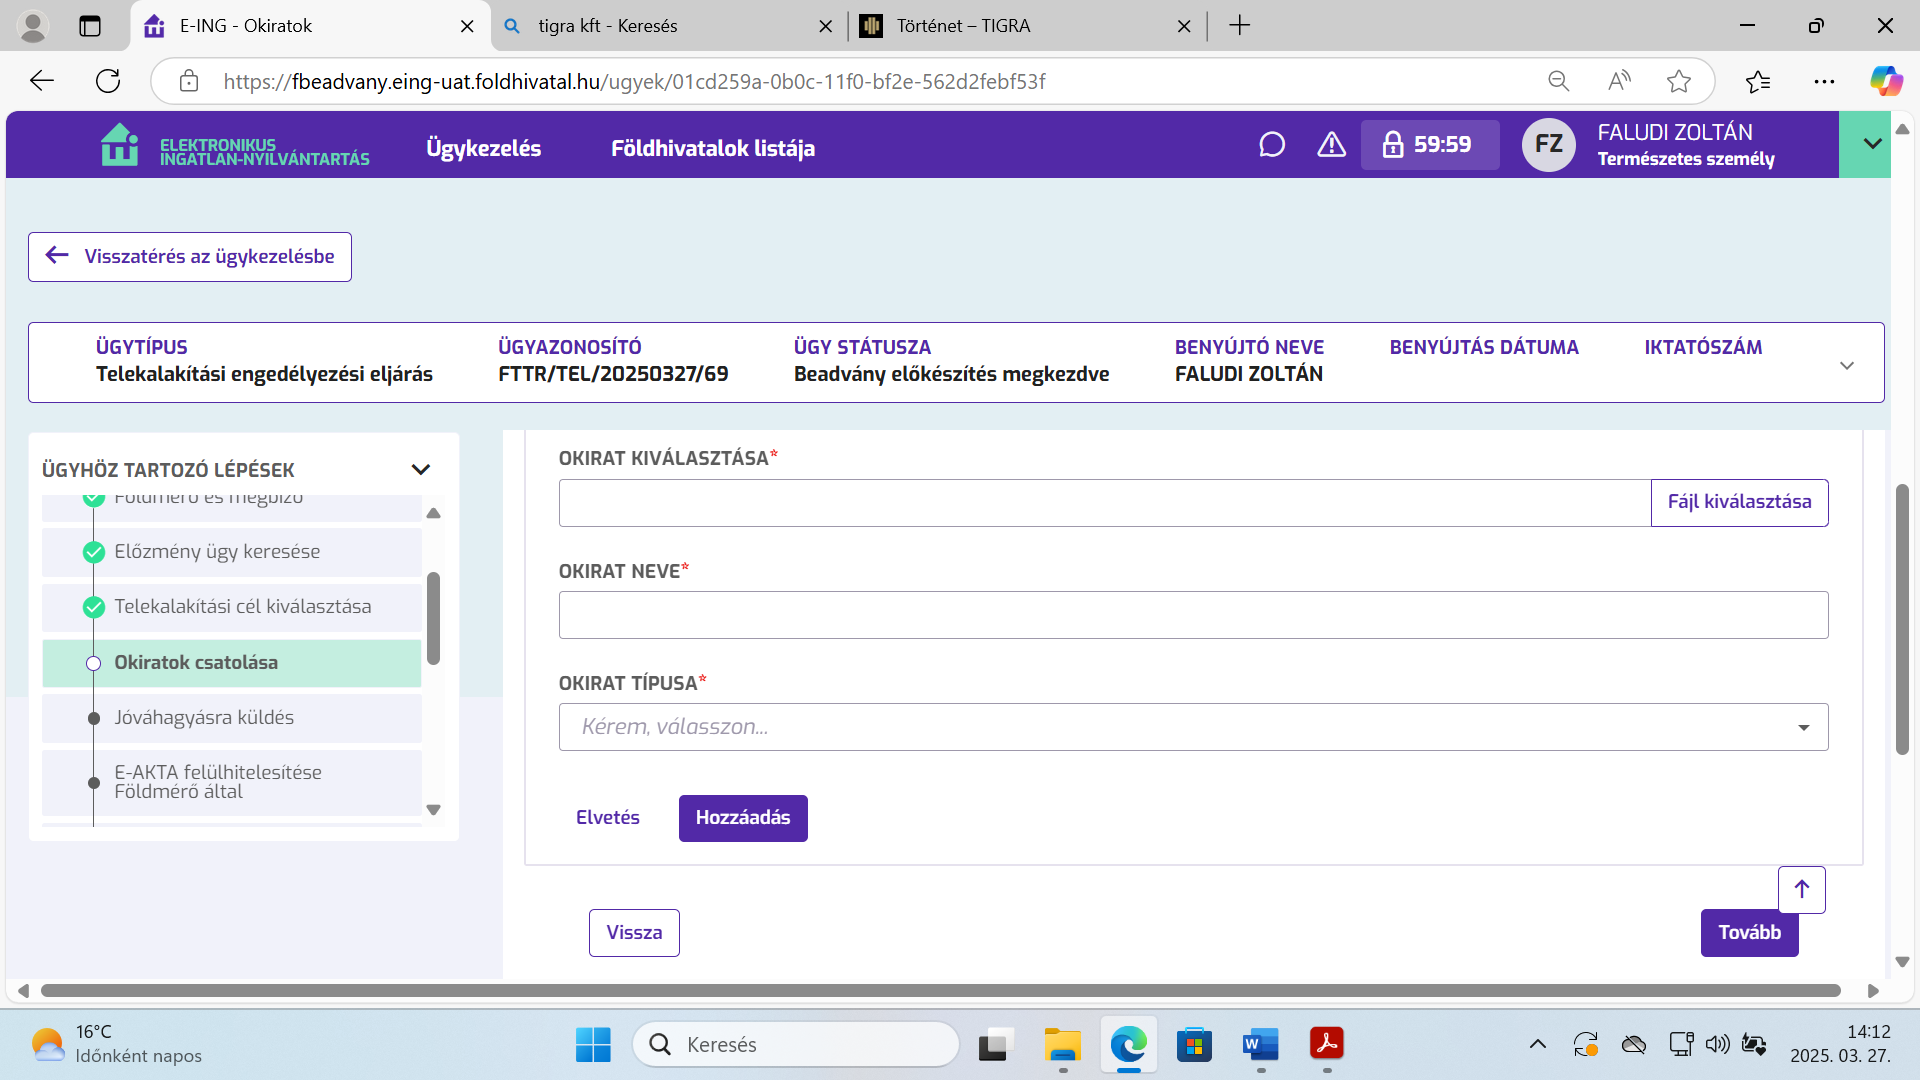 E-ING - Okiratok
tigra kft - Keresés
Történet – TIGRA
https://fbeadvany.eing-uat.foldhivatal.hu/ugyek/01cd259a-0b0c-11f0-bf2e-562d2febf53f
ELEKTRONIKUS
INGATLAN-NYILVÁNTARTÁS
Ügykezelés
Földhivatalok listája
59:59
FZ
FALUDI ZOLTÁN
Természetes személy
Visszatérés az ügykezelésbe
ÜGYTÍPUS
Telekalakítási engedélyezési eljárás
ÜGYAZONOSÍTÓ
FTTR/TEL/20250327/69
ÜGY STÁTUSZA
Beadvány előkészítés megkezdve
BENYÚJTÓ NEVE
FALUDI ZOLTÁN
BENYÚJTÁS DÁTUMA
IKTATÓSZÁM
ÜGYHÖZ TARTOZÓ LÉPÉSEK
Földmérő és megbízó
Előzmény ügy keresése
Telekalakítási cél kiválasztása
Okiratok csatolása
Jóváhagyásra küldés
E-AKTA felülhitelesítése
Földmérő által
OKIRAT KIVÁLASZTÁSA*
Fájl kiválasztása
OKIRAT NEVE*
OKIRAT TÍPUSA*
Kérem, válasszon...
Elvetés
Hozzáadás
Vissza
Tovább
16°C
Időnként napos
Keresés
14:12
2025. 03. 27.